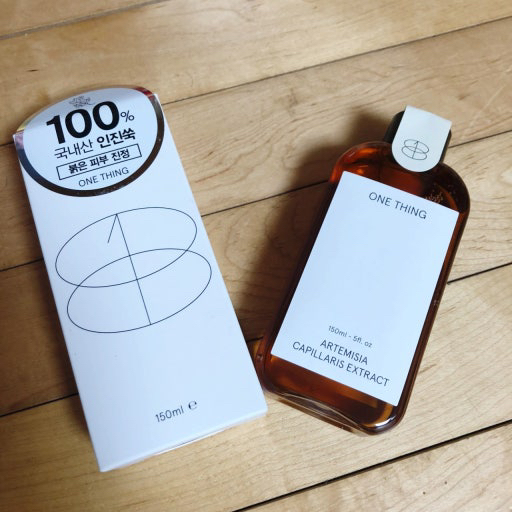 100%
국내산 인진쑥
붉은 피부 진정
ONE THING
150ml ℮
ONE THING
150ml - 5fl. oz
ARTEMISIA
CAPILLARIS EXTRACT